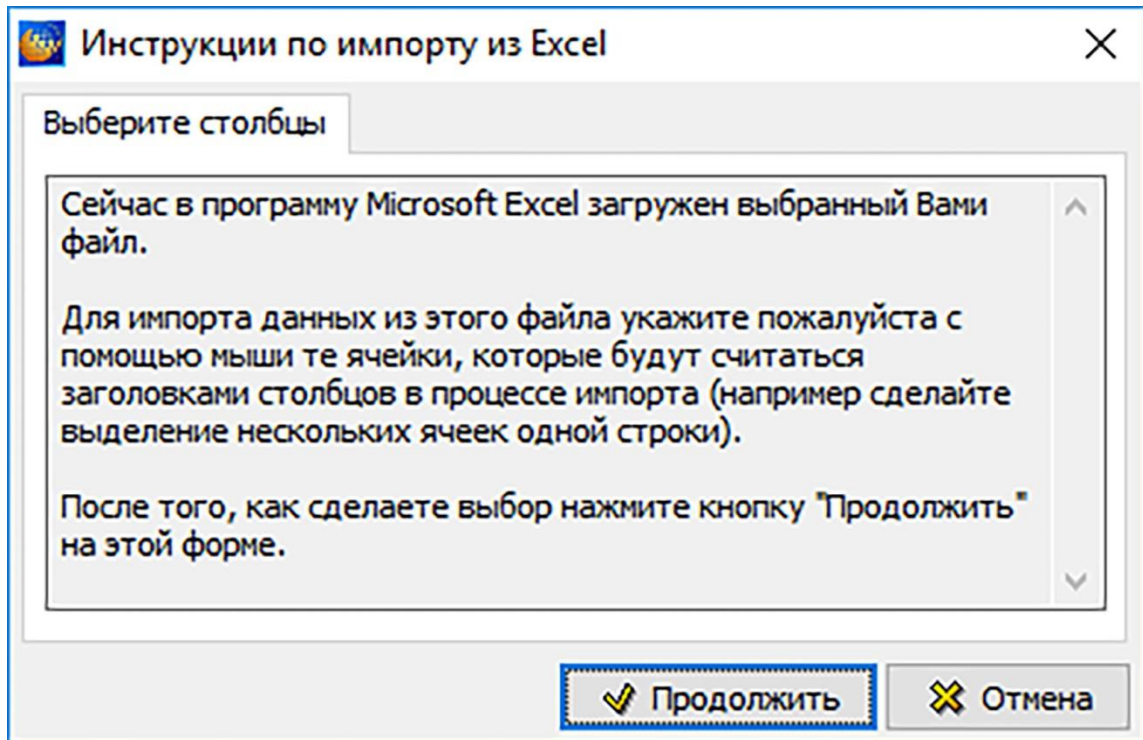 Инструкции по импорту из Excel
Выберите столбцы
Сейчас в программу Microsoft Excel загружен выбранный Вами
файл.
Для импорта данных из этого файла укажите пожалуйста с
помощью мыши те ячейки, которые будут считаться
заголовками столбцов в процессе импорта (например сделайте
выделение нескольких ячеек одной строки).
После того, как сделаете выбор нажмите кнопку "Продолжить"
на этой форме.
Продолжить
Отмена